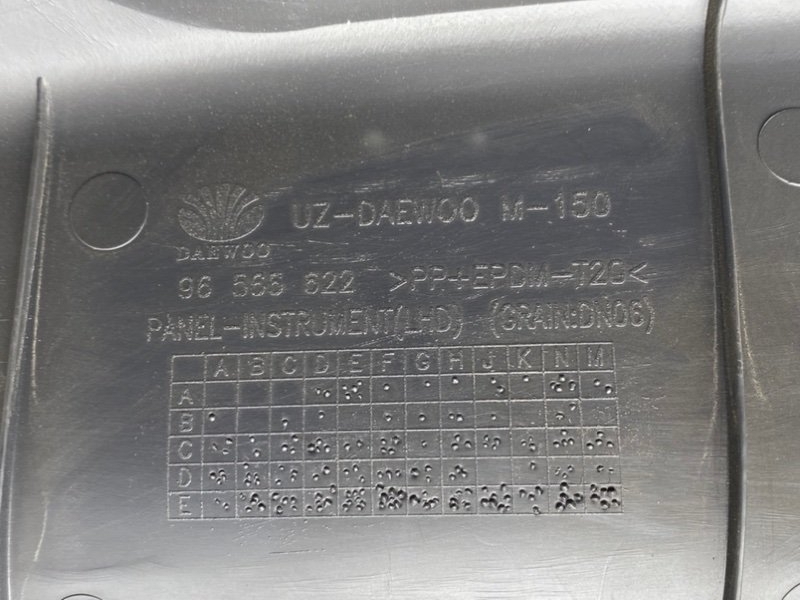 UZ-DAEWOO M-150
DAEWOO
96 566 622 >PP+EPDM-T20<
PANEL-INSTRUMENT(LHD) (GRAIN:DN06)
A B C D E F G H J K N M
A
B
C
D
E